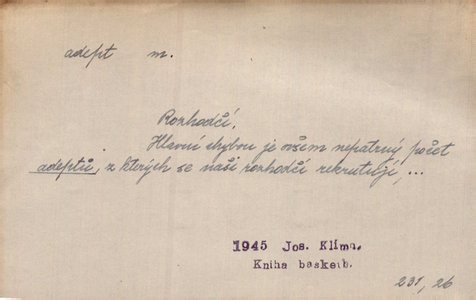 adept m.
Rozhodčí.
Hlavní chybou je ovšem nepatrný počet
adeptů, z kterých se naši rozhodčí rekrutují, ...
1945 Jos. Klíma.
Kniha basketb.
231, 26